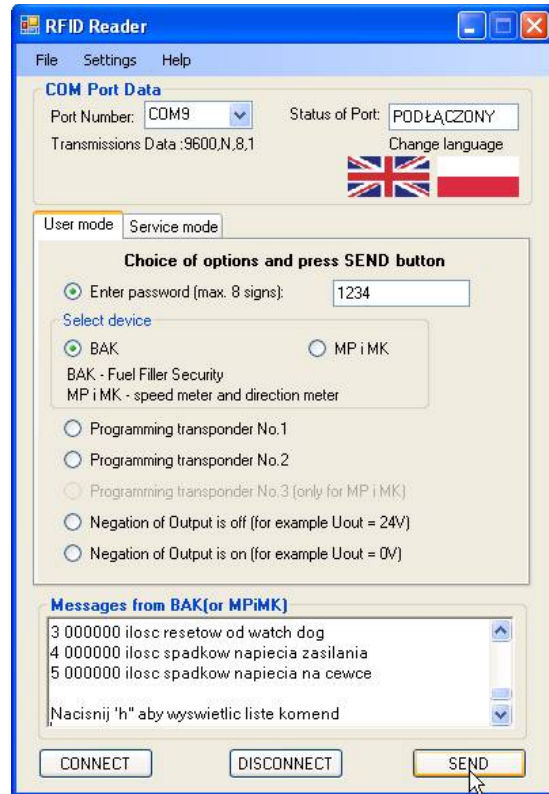 RFID Reader
File Settings Help
COM Port Data
Port Number: COM9 Status of Port: PODŁĄCZONY
Transmissions Data :9600,N,8,1 Change language
User mode Service mode
Choice of options and press SEND button
Enter password (max. 8 signs): 1234
Select device
BAK MP i MK
BAK - Fuel Filler Security
MP i MK - speed meter and direction meter
Programming transponder No.1
Programming transponder No.2
Programming transponder No.3 (only for MP i MK)
Negation of Output is off (for example Uout = 24V)
Negation of Output is on (for example Uout = 0V)
Messages from BAK(or MPiMK)
3 000000 ilosc resetow od watch dog
4 000000 ilosc spadkow napiecia zasilania
5 000000 ilosc spadkow napiecia na cewce
Nacisnij 'h" aby wyswietlic liste komend
CONNECT DISCONNECT SEND